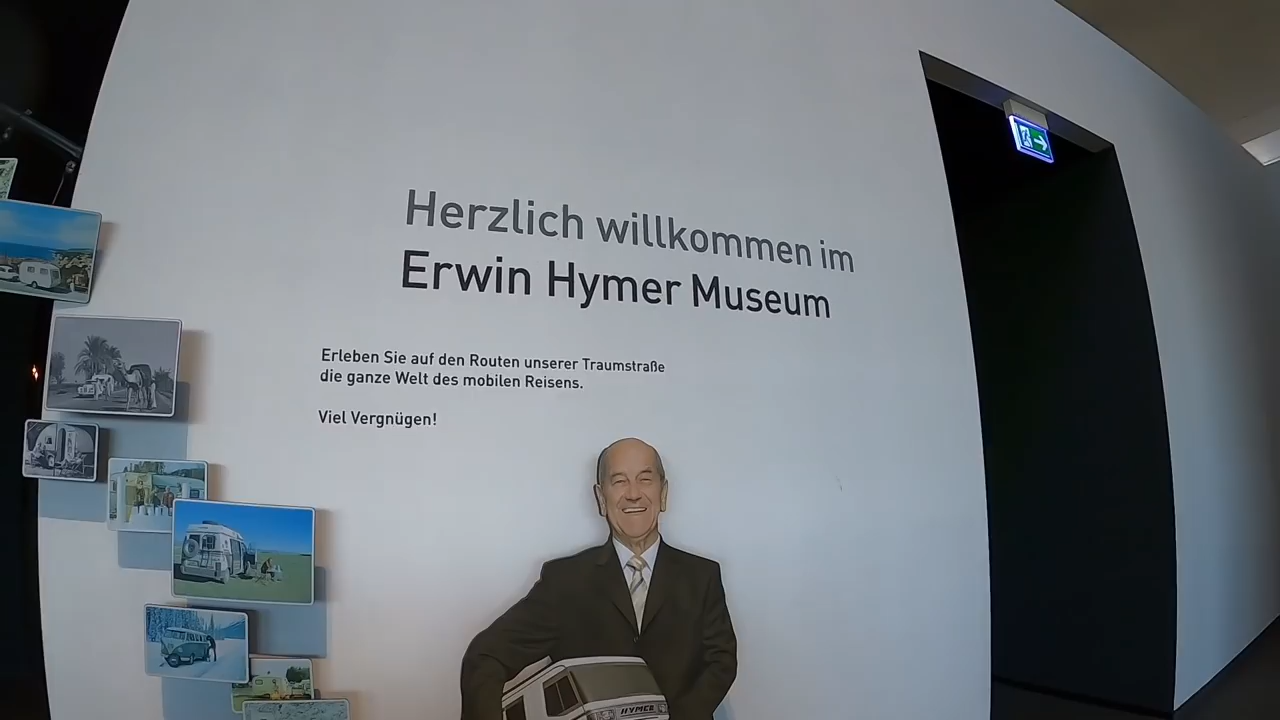 Herzlich willkommen im
Erwin Hymer Museum
Erleben Sie auf den Routen unserer Traumstraße
die ganze Welt des mobilen Reisens.
Viel Vergnügen!
HYMER